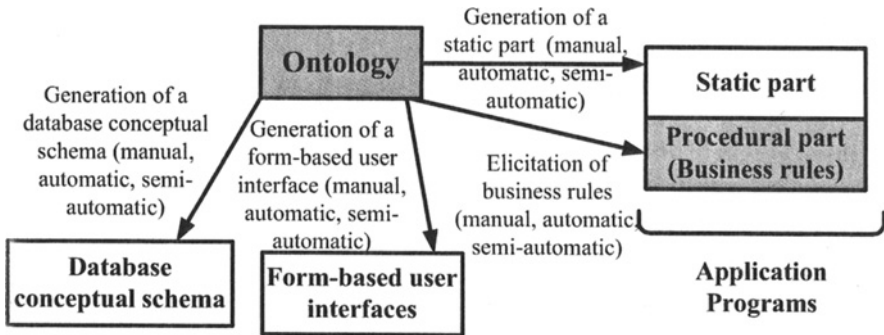 Generation of a
static part (manual,
automatic, semi-
automatic)
Ontology
Static part
Procedural part
(Business rules)
Generation of a
database conceptual
schema (manual,
automatic, semi-
automatic)
Generation of a
form-based user
interface (manual,
automatic, semi-
automatic)
Elicitation of
business rules
(manual, automatic,
semi-automatic)
Database
conceptual schema
Form-based user
interfaces
Application
Programs